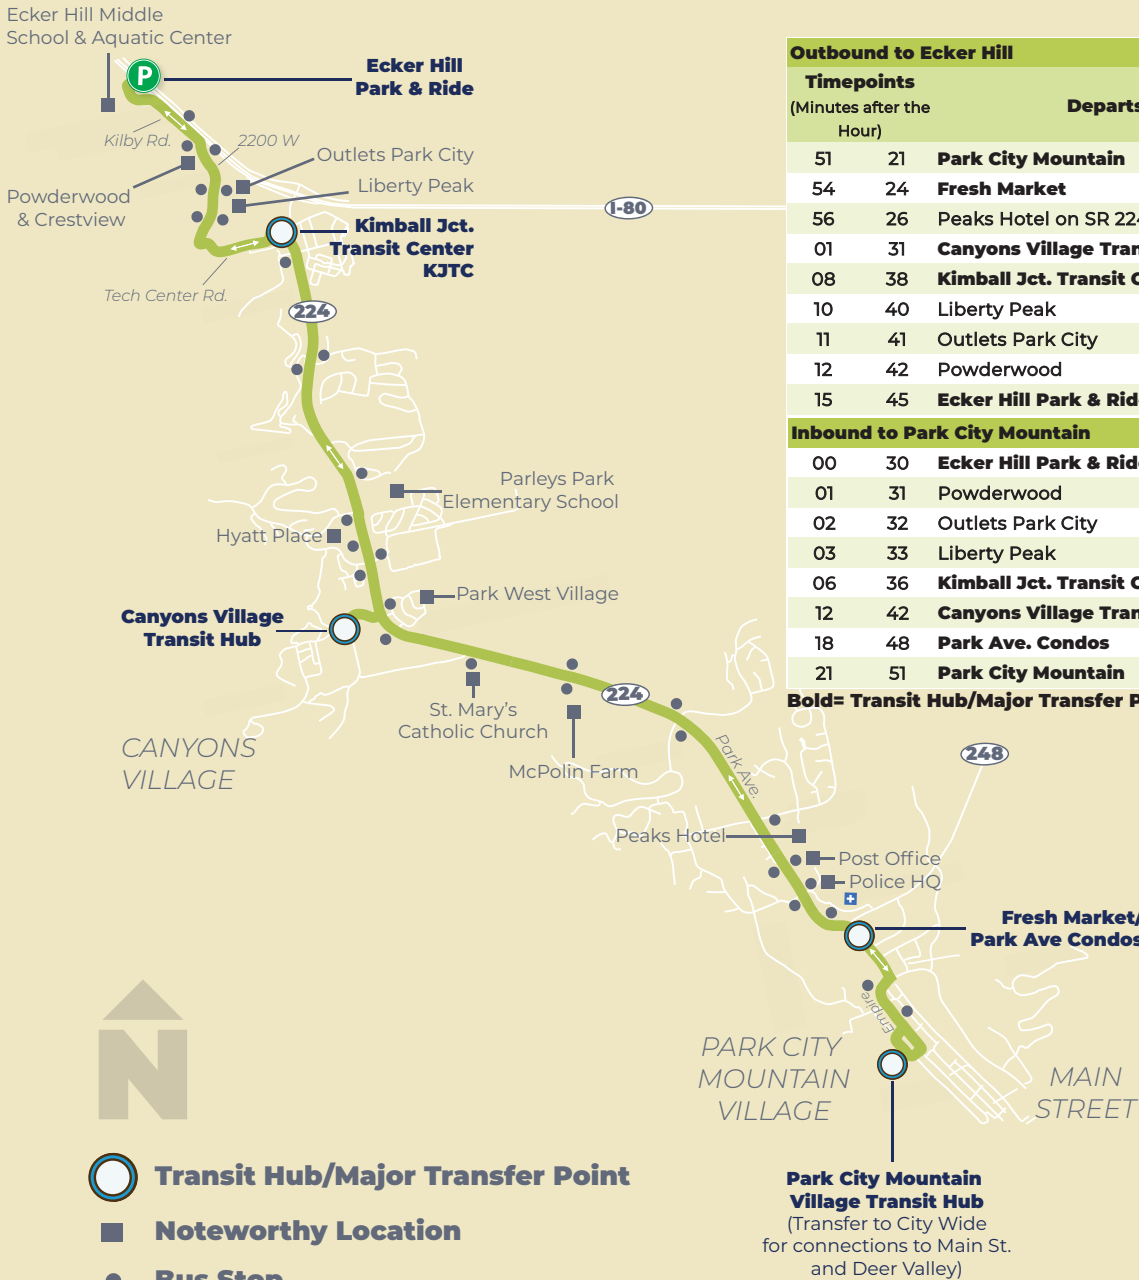 Ecker Hill Middle
School & Aquatic Center
P
Ecker Hill
Park & Ride
Kilby Rd.
2200 W
Outlets Park City
Liberty Peak
Powderwood
& Crestview
I-80
Kimball Jct.
Transit Center
KJTC
Tech Center Rd.
224
Parleys Park
Elementary School
Hyatt Place
Park West Village
Canyons Village
Transit Hub
224
St. Mary's
Catholic Church
McPolin Farm
CANYONS
VILLAGE
Park Ave.
248
Peaks Hotel
Post Office
Police HQ
Fresh Market/
Park Ave Condos
Empire
PARK CITY
MOUNTAIN
VILLAGE
MAIN
STREET
N
Park City Mountain
Village Transit Hub
(Transfer to City Wide
for connections to Main St.
and Deer Valley)
Transit Hub/Major Transfer Point
Noteworthy Location
Bus Stop
Outbound to Ecker Hill
Timepoints
(Minutes after the
Hour)
Departs
51 21 Park City Mountain
54 24 Fresh Market
56 26 Peaks Hotel on SR 224
01 31 Canyons Village Tran
08 38 Kimball Jct. Transit C
10 40 Liberty Peak
11 41 Outlets Park City
12 42 Powderwood
15 45 Ecker Hill Park & Rid
Inbound to Park City Mountain
00 30 Ecker Hill Park & Rid
01 31 Powderwood
02 32 Outlets Park City
03 33 Liberty Peak
06 36 Kimball Jct. Transit C
12 42 Canyons Village Tran
18 48 Park Ave. Condos
21 51 Park City Mountain
Bold= Transit Hub/Major Transfer P